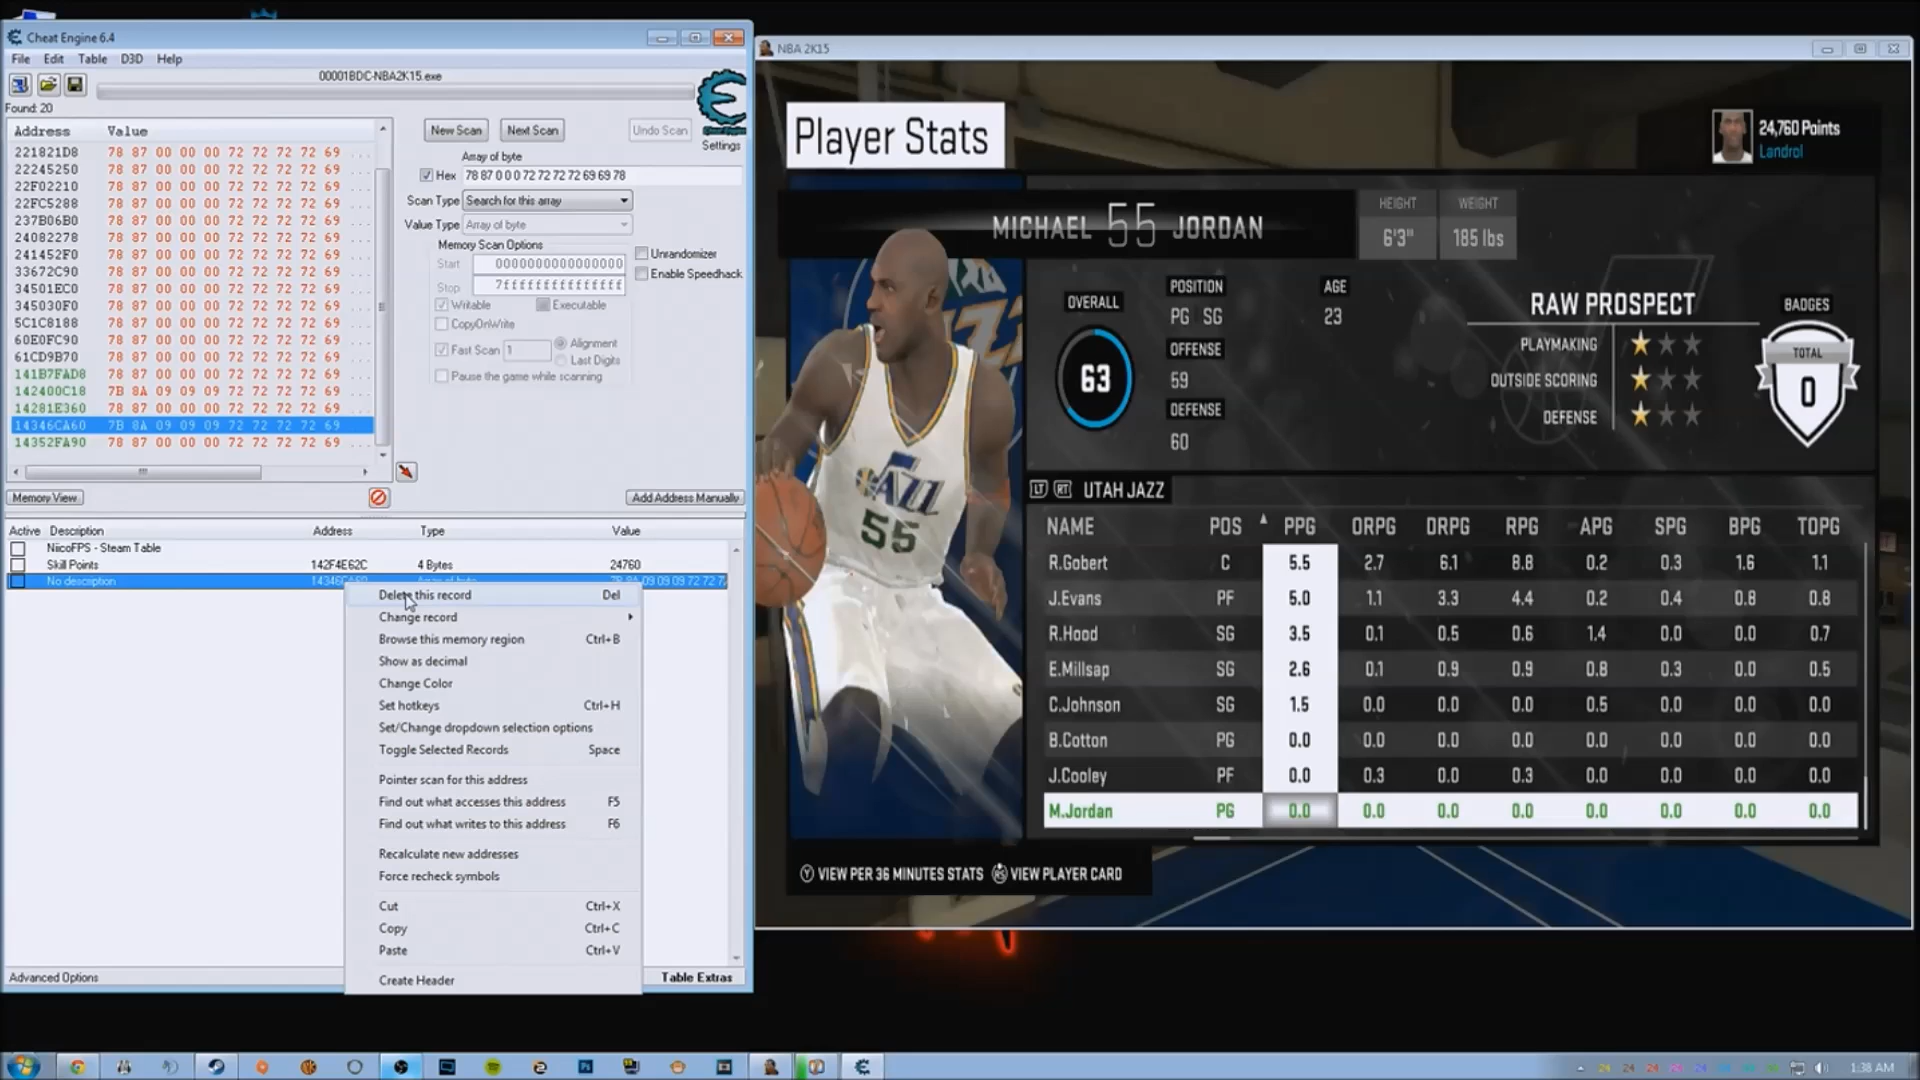 Cheat Engine 6.4
File Edit Table D3D Help
00001BDC-NBA2K15.exe
Found: 20
Address Value
221821D8 78 87 00 00 00 72 72 72 72 69 ...
22245250 78 87 00 00 00 72 72 72 72 69 ...
22F02210 78 87 00 00 00 72 72 72 72 69 ...
22FC5288 78 87 00 00 00 72 72 72 72 69 ...
237B06B0 78 87 00 00 00 72 72 72 72 69 ...
24082278 78 87 00 00 00 72 72 72 72 69 ...
241452F0 78 87 00 00 00 72 72 72 72 69 ...
33672C90 78 87 00 00 00 72 72 72 72 69 ...
34501EC0 78 87 00 00 00 72 72 72 72 69 ...
345030F0 78 87 00 00 00 72 72 72 72 69 ...
5C1C8188 78 87 00 00 00 72 72 72 72 69 ...
60E0FC90 78 87 00 00 00 72 72 72 72 69 ...
61CD9B70 78 87 00 00 00 72 72 72 72 69 ...
141B7FAD8 78 87 00 00 00 72 72 72 72 69 ...
142400C18 7B 8A 09 09 09 72 72 72 72 69 ...
14281E360 78 87 00 00 00 72 72 72 72 69 ...
14346CA60 7B 8A 09 09 09 72 72 72 72 69 ...
14352FA90 78 87 00 00 00 72 72 72 72 69 ...
New Scan Next Scan Undo Scan
Settings
Array of byte
Hex 78 87 0 0 0 72 72 72 72 69 69 78
Scan Type Search for this array
Value Type Array of byte
Memory Scan Options
Start 0000000000000000
Stop 7fffffffffffffff
Writable Executable
CopyOnWrite
Fast Scan 1 Alignment
Last Digits
Pause the game while scanning
Unrandomizer
Enable Speedhack
Memory View Add Address Manually
Active Description Address Type Value
NiicoFPS - Steam Table
Skill Points 142F4E62C 4 Bytes 24760
No description 14346CA60 Array of byte 7B 8A 09 09 09 72 72 7
Delete this record Del
Change record
Browse this memory region Ctrl+B
Show as decimal
Change Color
Set hotkeys Ctrl+H
Set/Change dropdown selection options
Toggle Selected Records Space
Pointer scan for this address
Find out what accesses this address F5
Find out what writes to this address F6
Recalculate new addresses
Force recheck symbols
Cut Ctrl+X
Copy Ctrl+C
Paste Ctrl+V
Create Header
Advanced Options Table Extras
NBA 2K15
Player Stats
24,760 Points
Landrol
MICHAEL 55 JORDAN
HEIGHT WEIGHT
6'3" 185 lbs
OVERALL
63
POSITION AGE
PG SG 23
OFFENSE
59
DEFENSE
60
RAW PROSPECT
PLAYMAKING
OUTSIDE SCORING
DEFENSE
BADGES
TOTAL
0
JAZZ
55
LT RT UTAH JAZZ
NAME POS PPG ORPG DRPG RPG APG SPG BPG TOPG
R.Gobert C 5.5 2.7 6.1 8.8 0.2 0.3 1.6 1.1
J.Evans PF 5.0 1.1 3.3 4.4 0.2 0.4 0.8 0.8
R.Hood SG 3.5 0.1 0.5 0.6 1.4 0.0 0.0 0.7
E.Millsap SG 2.6 0.1 0.9 0.9 0.8 0.3 0.0 0.5
C.Johnson SG 1.5 0.0 0.0 0.0 0.5 0.0 0.0 0.0
B.Cotton PG 0.0 0.0 0.0 0.0 0.0 0.0 0.0 0.0
J.Cooley PF 0.0 0.3 0.0 0.3 0.0 0.0 0.0 0.0
M.Jordan PG 0.0 0.0 0.0 0.0 0.0 0.0 0.0 0.0
Y VIEW PER 36 MINUTES STATS RS VIEW PLAYER CARD
1:38 AM